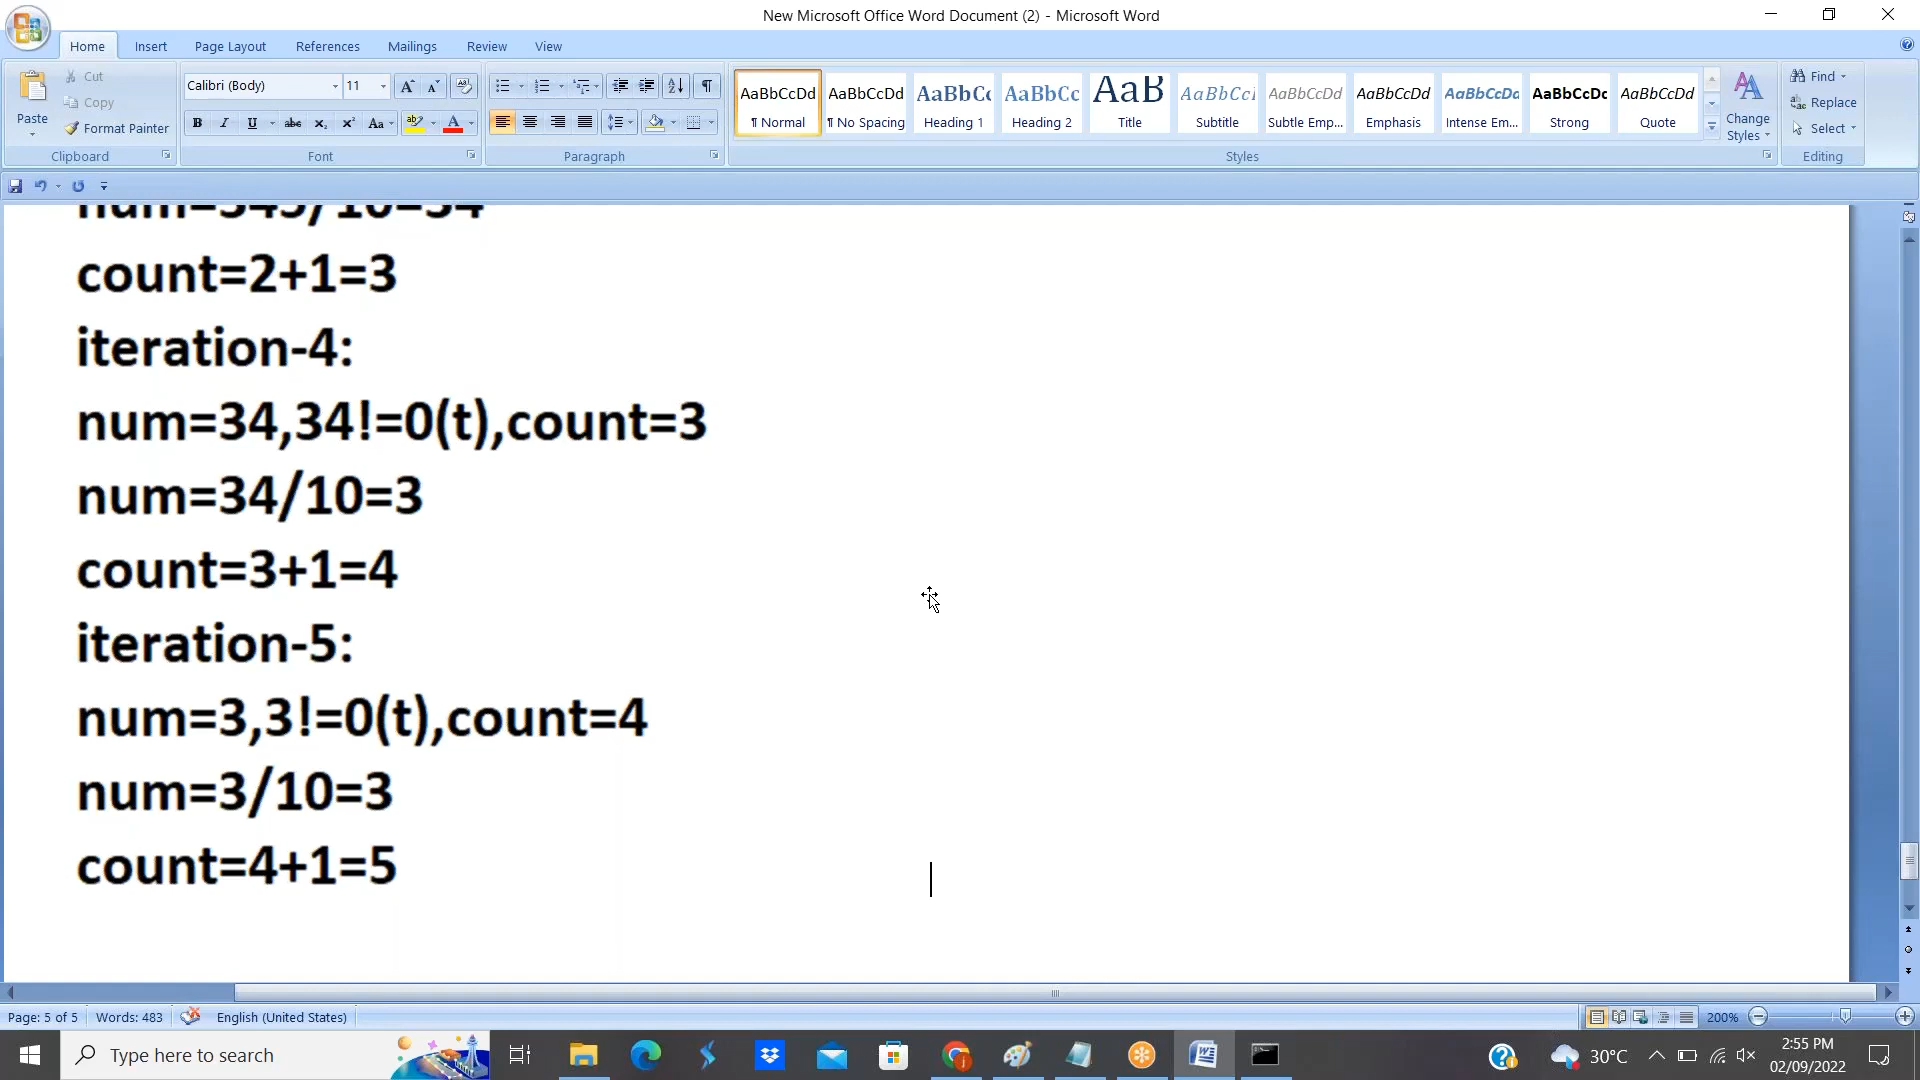 New Microsoft Office Word Document (2) - Microsoft Word
Home Insert Page Layout References Mailings Review View
Paste
Cut
Copy
Format Painter
Clipboard
Calibri (Body) 11
Font
Paragraph
AaBbCcDd AaBbCcDd AaBbCc AaBbCc AaB AaBbCc AaBbCcDd AaBbCcDd AaBbCcDd AaBbCcDc AaBbCcDd
¶ Normal ¶ No Spacing Heading 1 Heading 2 Title Subtitle Subtle Emp... Emphasis Intense Em... Strong Quote
Change Styles
Styles
Find
Replace
Select
Editing
num=345/10=34
count=2+1=3
iteration-4:
num=34,34!=0(t),count=3
num=34/10=3
count=3+1=4
iteration-5:
num=3,3!=0(t),count=4
num=3/10=3
count=4+1=5
Page: 5 of 5 Words: 483 English (United States) 200%
Type here to search
30°C
2:55 PM
02/09/2022